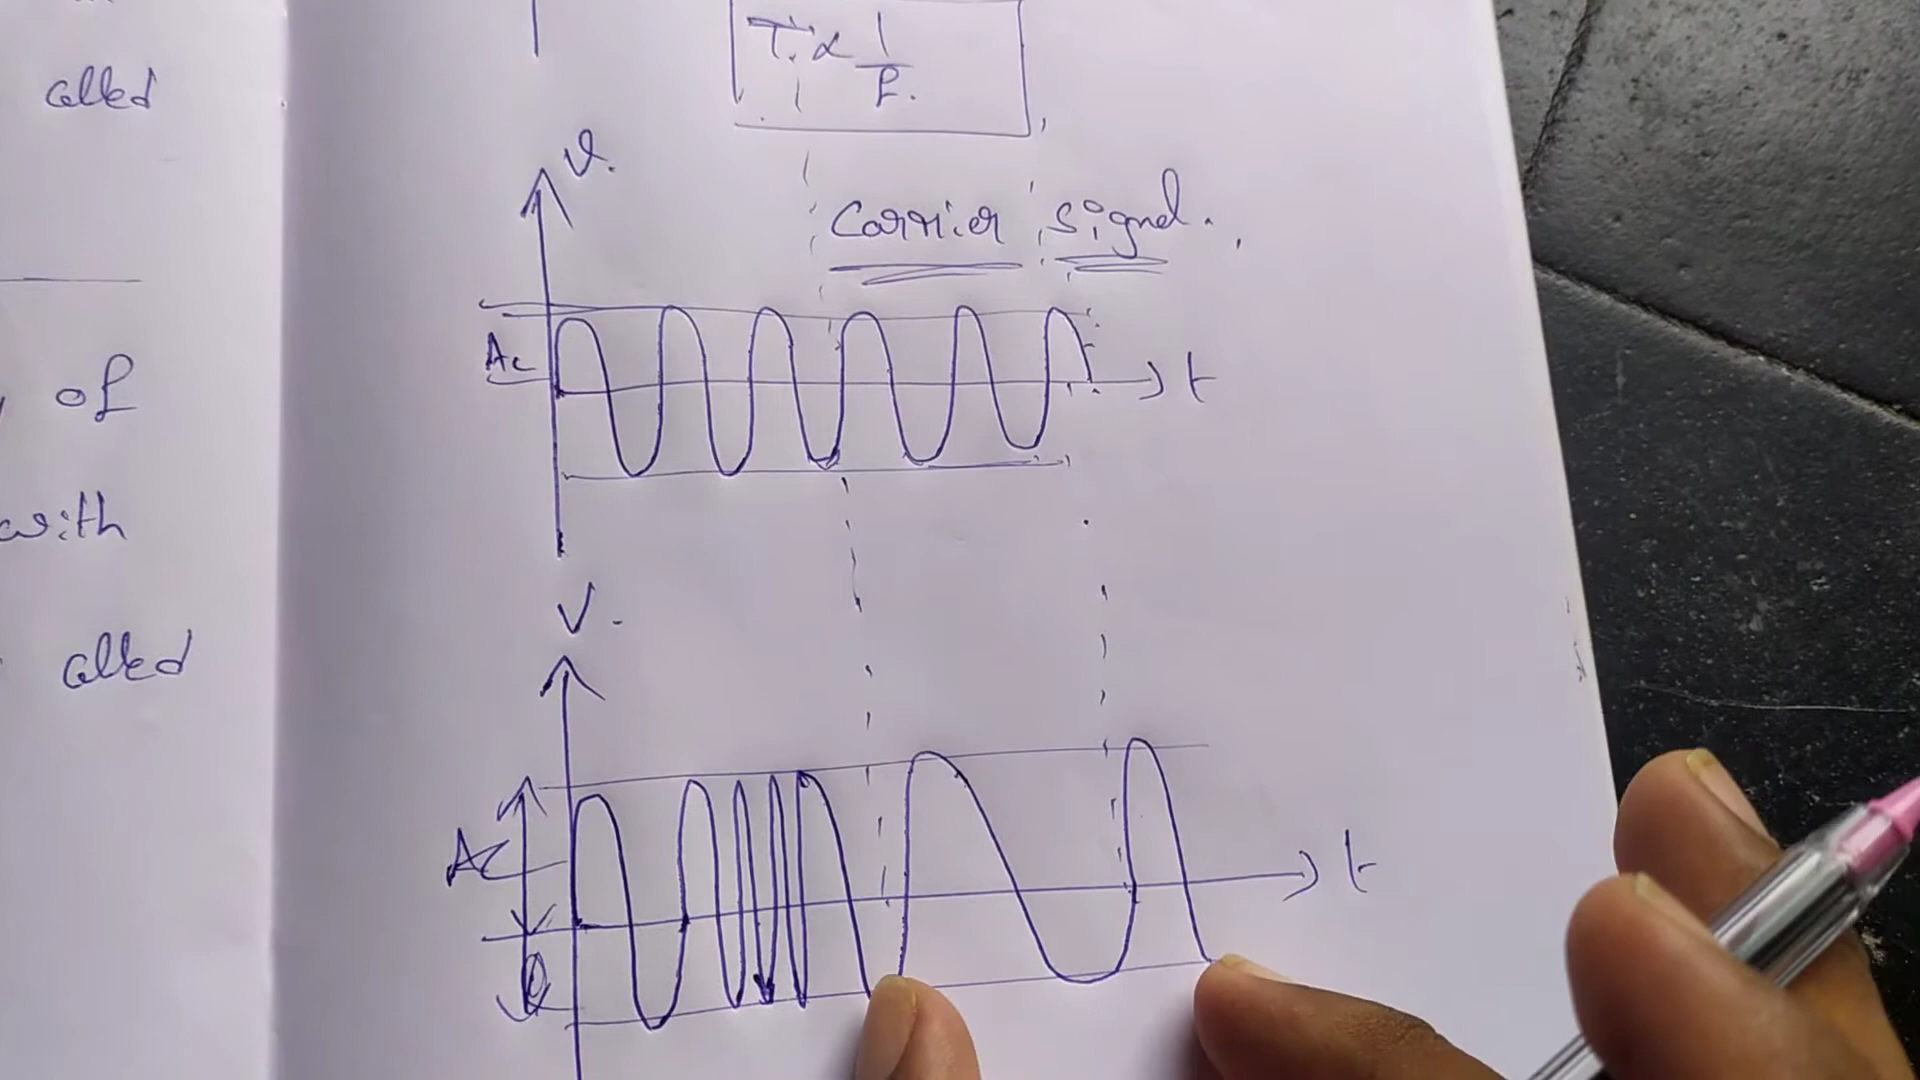 called
of
with
called
T ∝ 1/f.
V.
Carrier signal.
Ac
t
V.
Ac
t